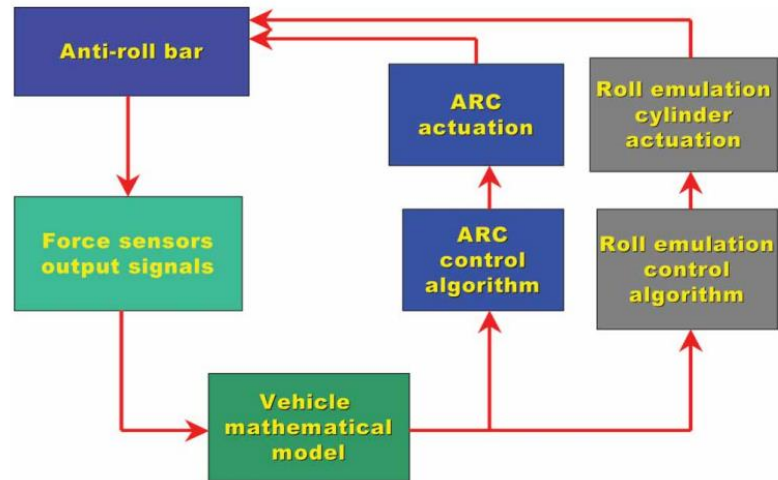 Anti-roll bar
ARC
actuation
Roll emulation
cylinder
actuation
Force sensors
output signals
ARC
control
algorithm
Roll emulation
control
algorithm
Vehicle
mathematical
model